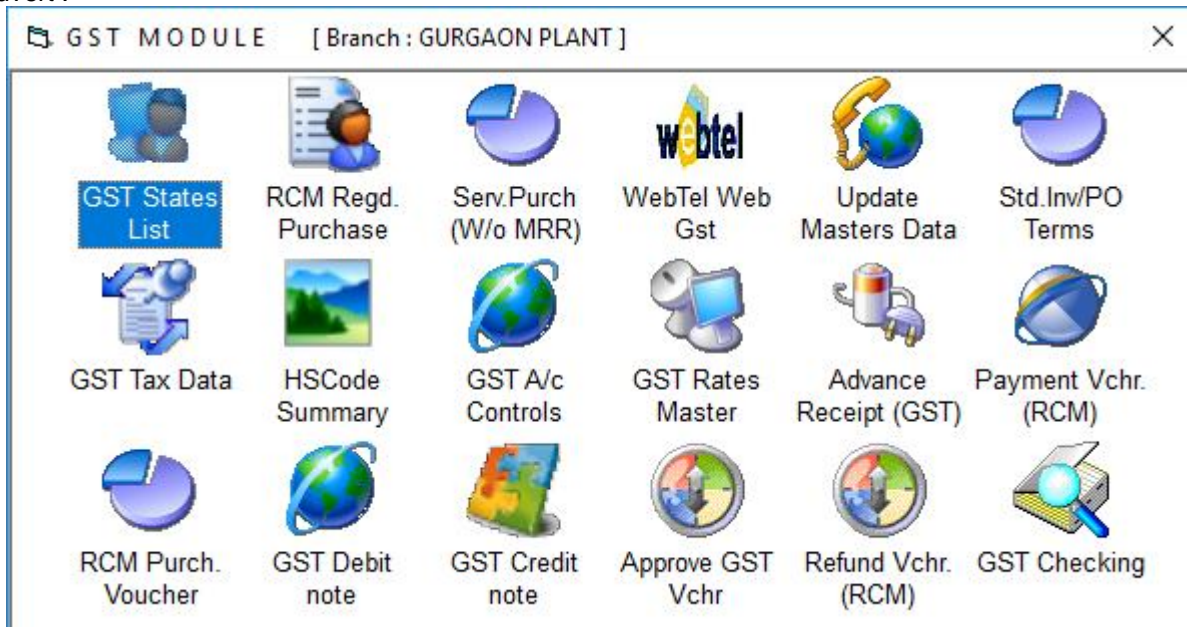 GST MODULE [ Branch : GURGAON PLANT ]
GST States List
RCM Regd. Purchase
Serv.Purch (W/o MRR)
webtel
WebTel Web Gst
Update Masters Data
Std.Inv/PO Terms
GST Tax Data
HSCode Summary
GST A/c Controls
GST Rates Master
Advance Receipt (GST)
Payment Vchr. (RCM)
RCM Purch. Voucher
GST Debit note
GST Credit note
Approve GST Vchr
Refund Vchr. (RCM)
GST Checking